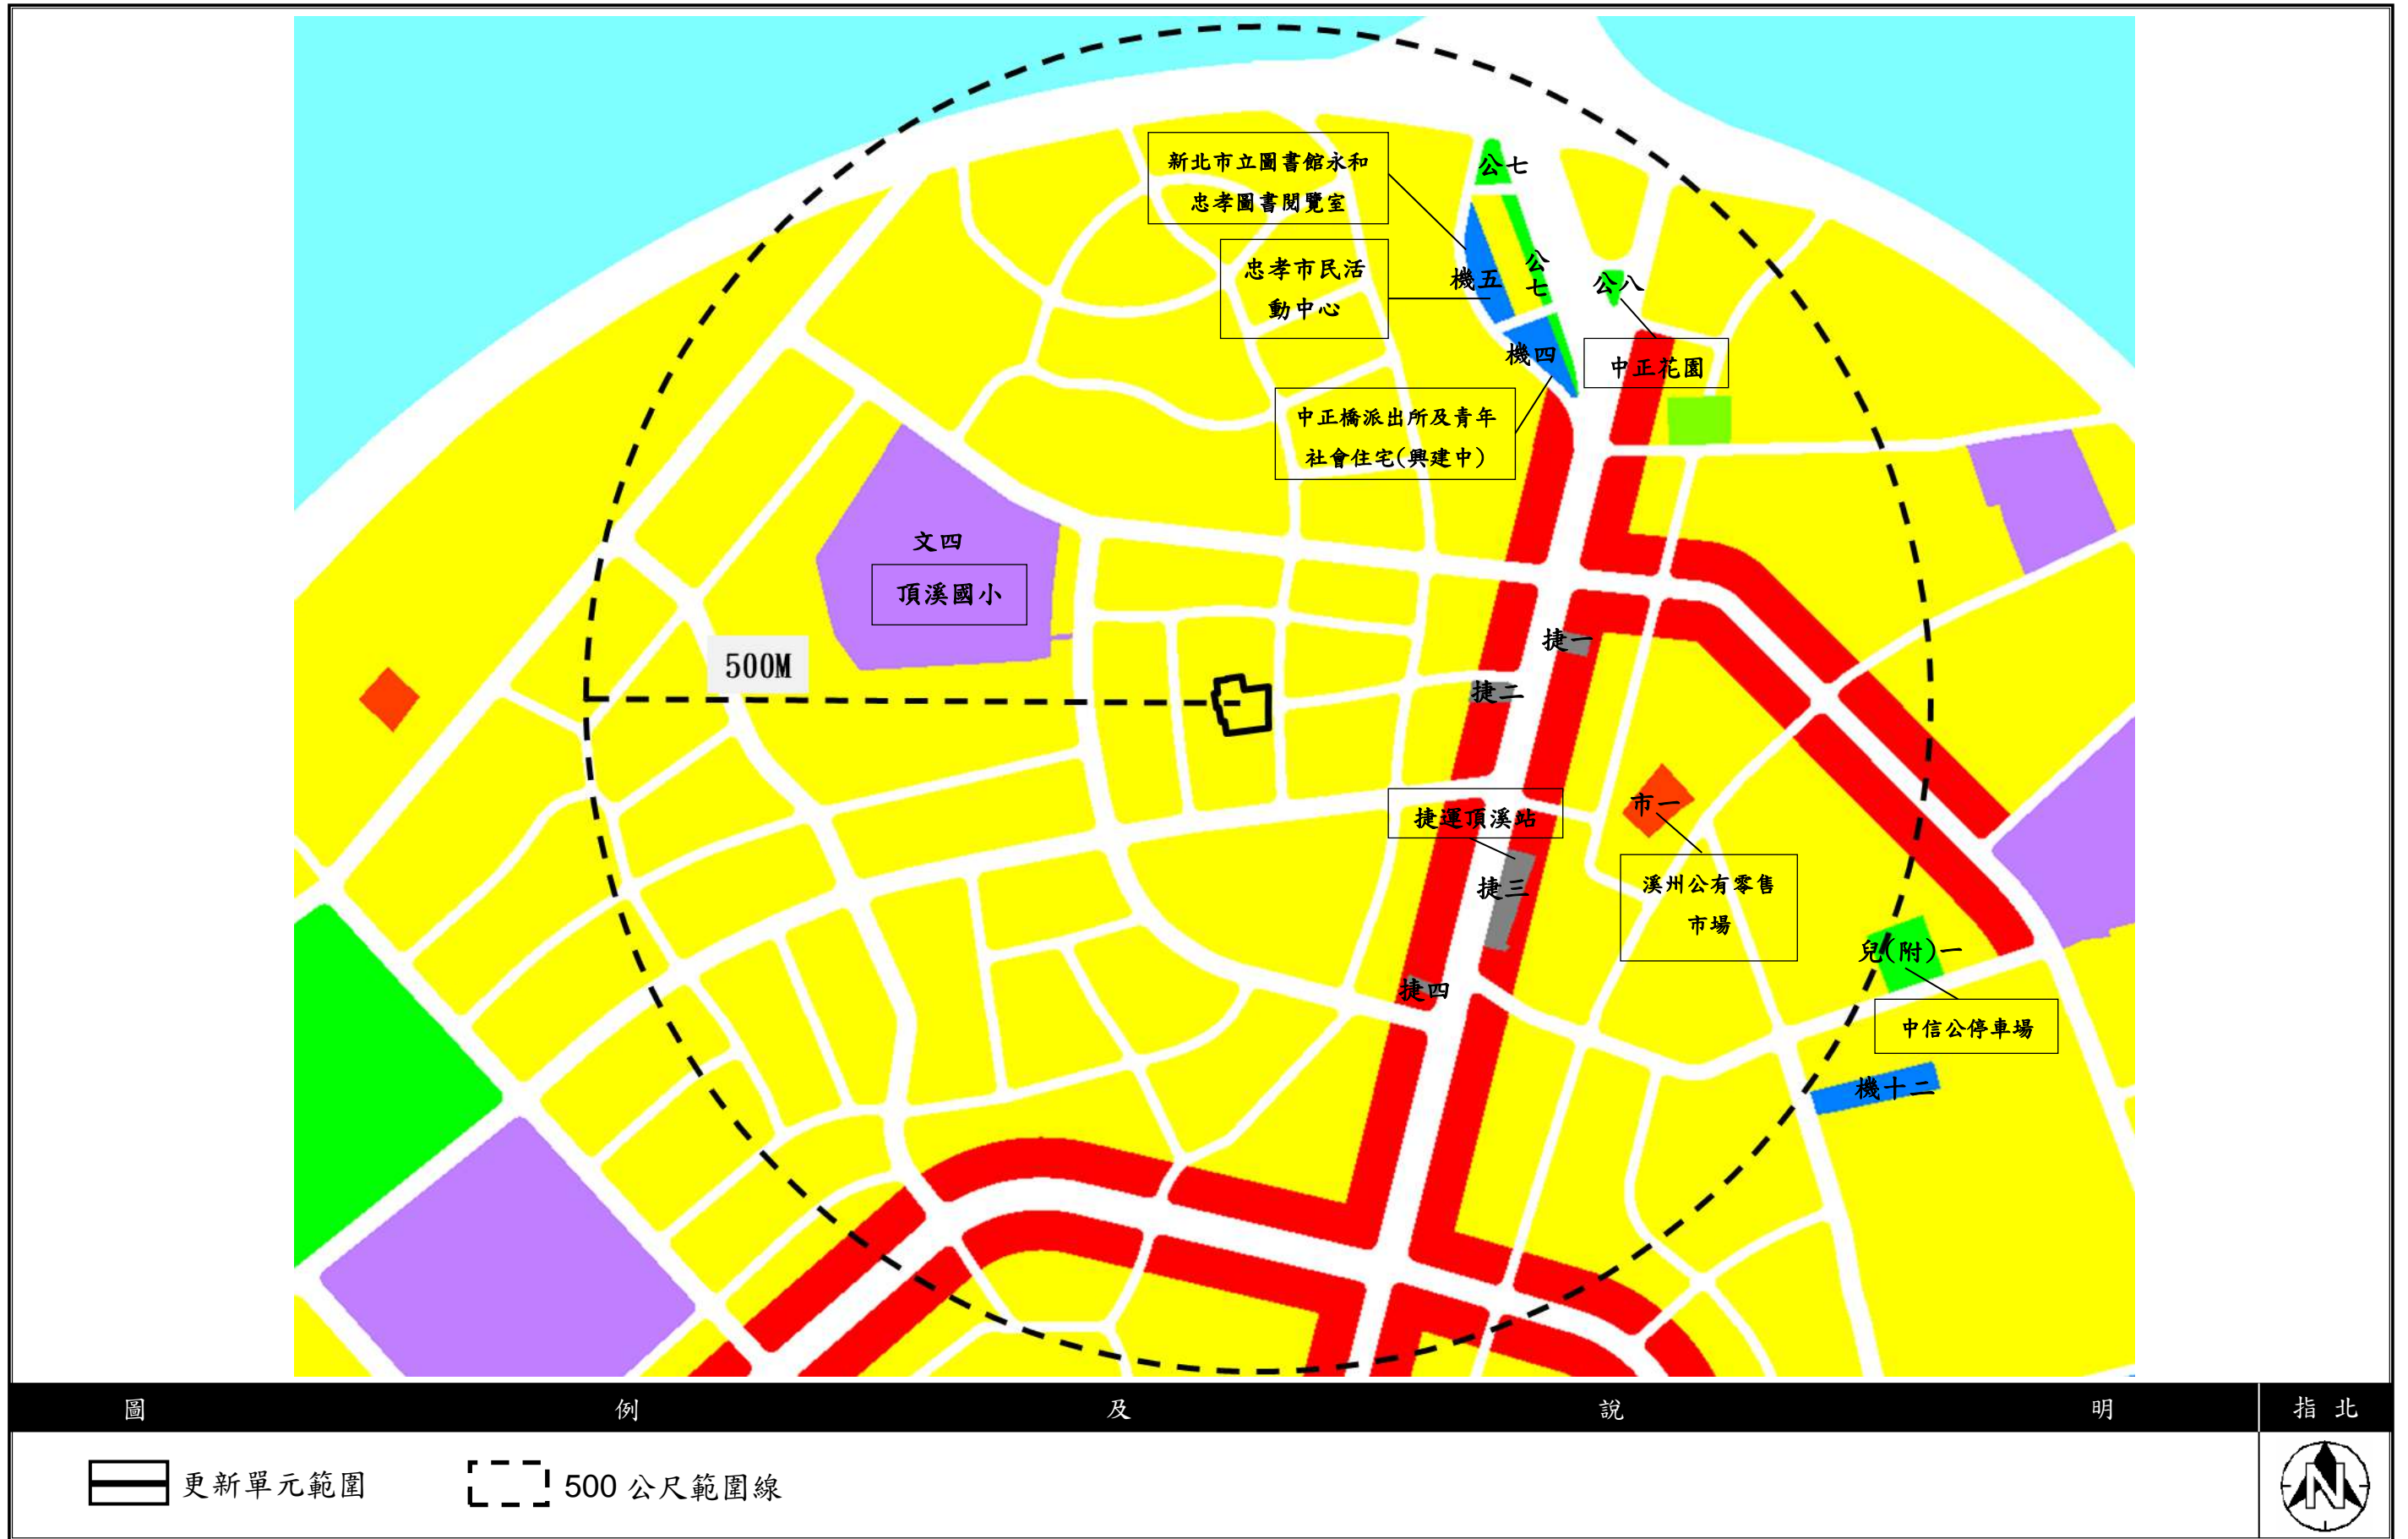 新北市立圖書館永和
忠孝圖書閱覽室
公七
忠孝市民活
動中心
機五
公七
公八
機四
中正花園
中正橋派出所及青年
社會住宅(興建中)
文四
頂溪國小
500M
捷一
捷二
市一
捷運頂溪站
捷三
溪州公有零售
市場
兒(附)一
捷四
中信公停車場
機十二
圖例及說明
指北
更新單元範圍
500 公尺範圍線
N